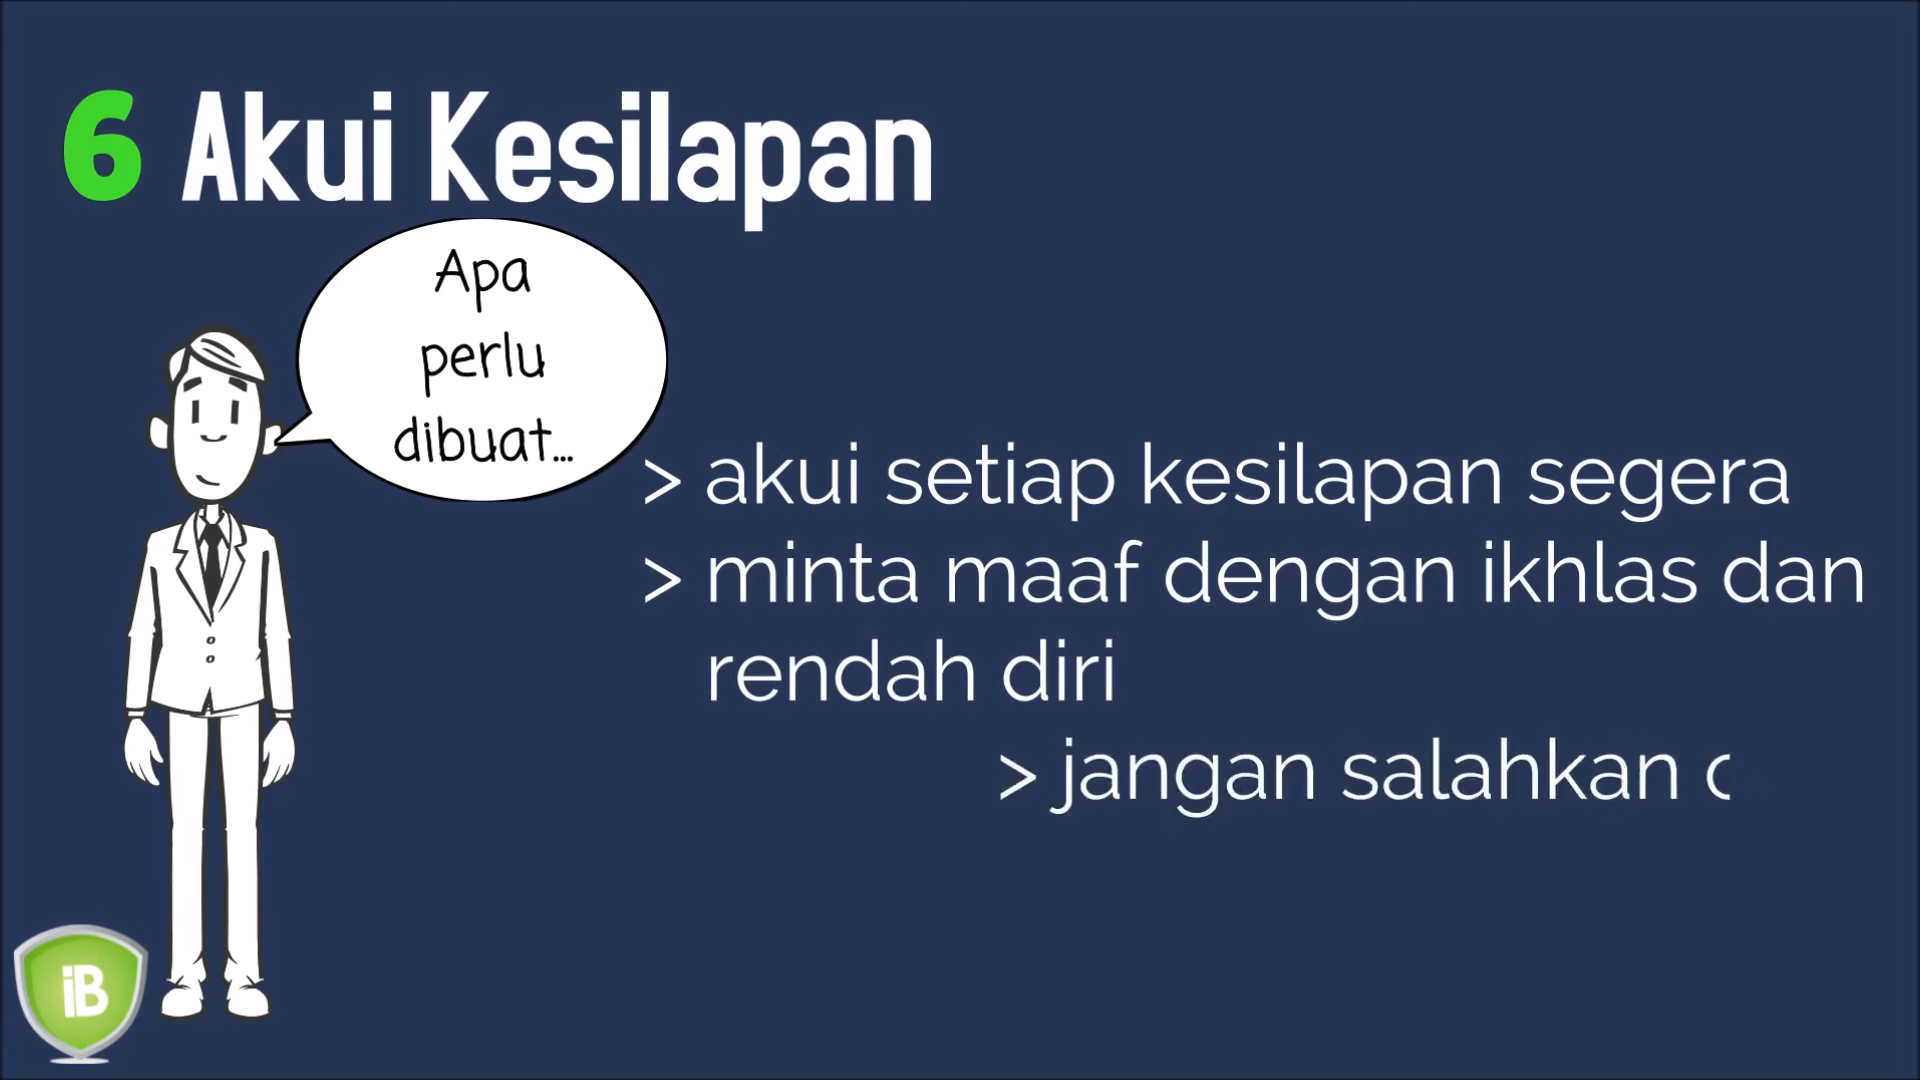 6 Akui Kesilapan
Apa
perlu
dibuat...
> akui setiap kesilapan segera
> minta maaf dengan ikhlas dan
rendah diri
> jangan salahkan
iB